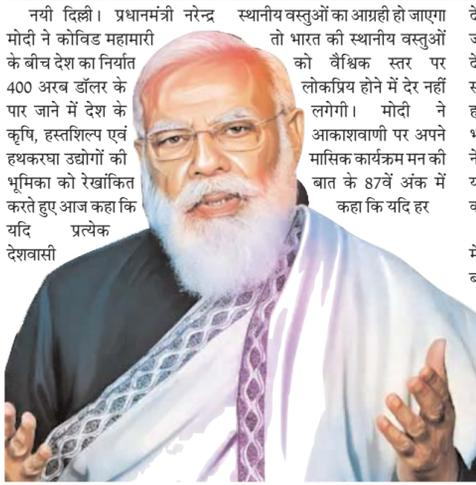 नयी दिल्ली। प्रधानमंत्री नरेन्द्र
मोदी ने कोविड महामारी
के बीच देश का निर्यात
400 अरब डॉलर के
पार जाने में देश के
कृषि, हस्तशिल्प एवं
हथकरघा उद्योगों की
भूमिका को रेखांकित
करते हुए आज कहा कि
यदि प्रत्येक
देशवासी
स्थानीय वस्तुओं का आग्रही हो जाएगा
तो भारत की स्थानीय वस्तुओं
को वैश्विक स्तर पर
लोकप्रिय होने में देर नहीं
लगेगी। मोदी ने
आकाशवाणी पर अपने
मासिक कार्यक्रम मन की
बात के 87वें अंक में
कहा कि यदि हर